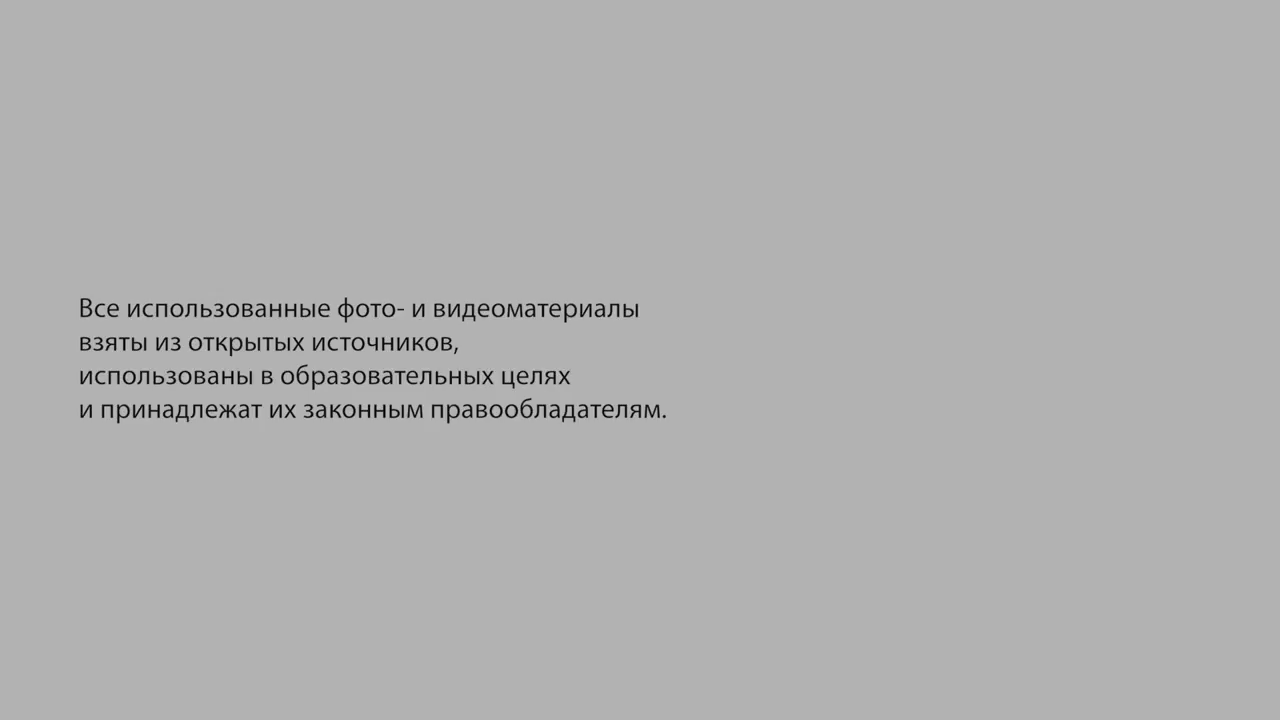 Все использованные фото- и видеоматериалы
взяты из открытых источников,
использованы в образовательных целях
и принадлежат их законным правообладателям.